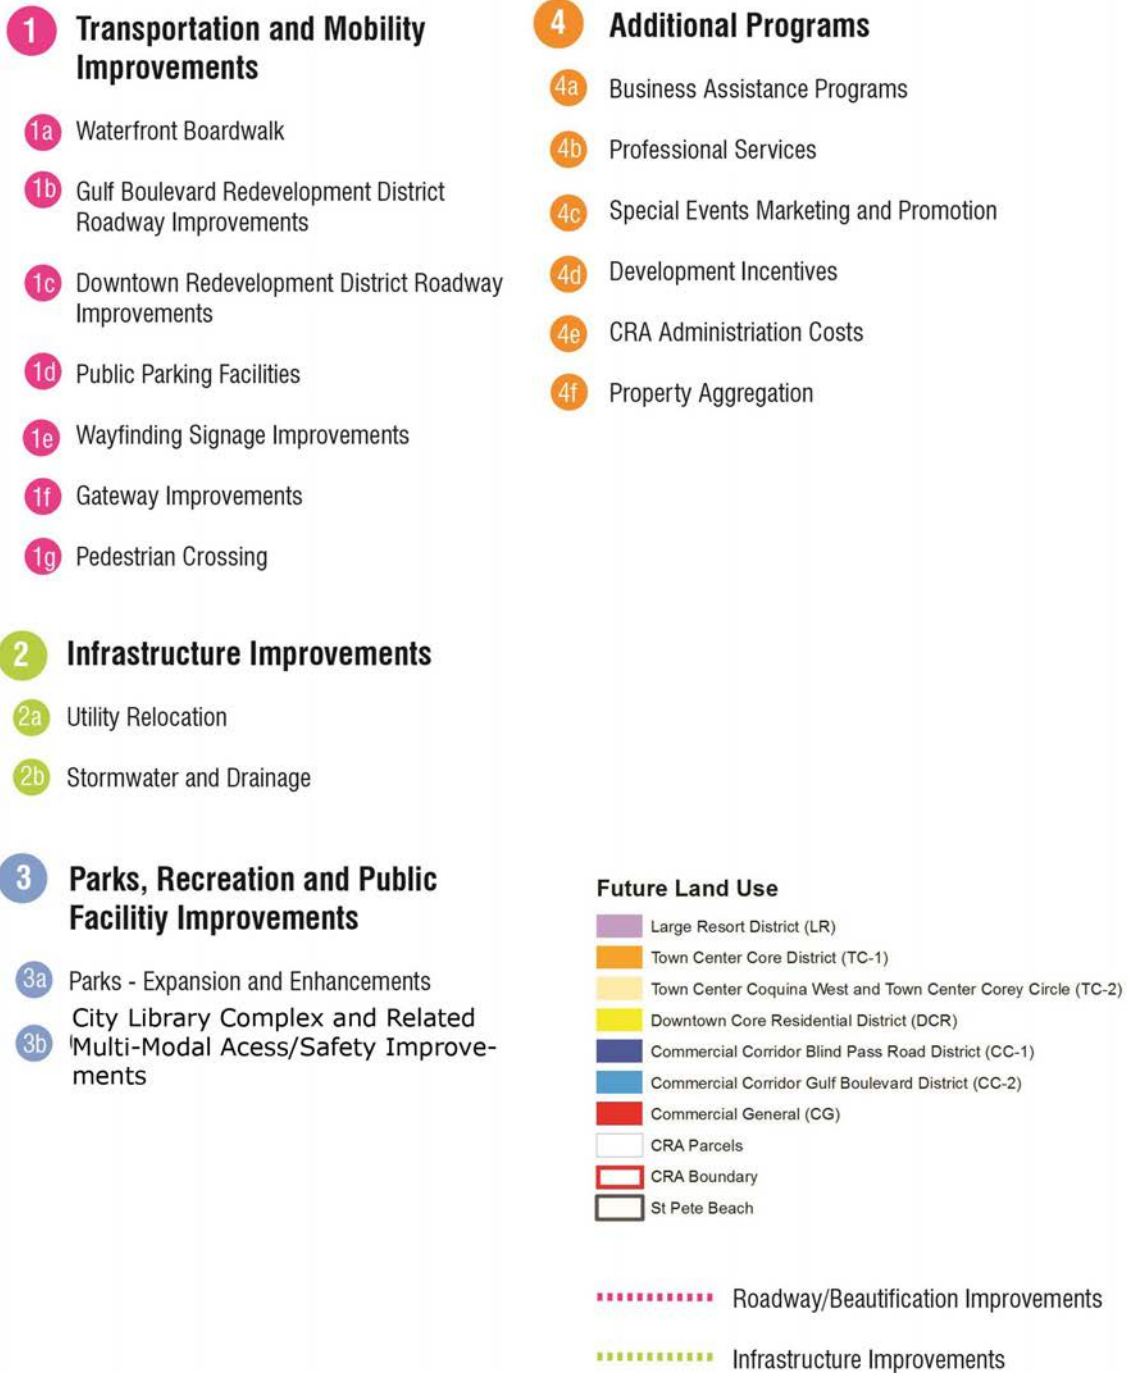 1 Transportation and Mobility
Improvements
1a Waterfront Boardwalk
1b Gulf Boulevard Redevelopment District
Roadway Improvements
1c Downtown Redevelopment District Roadway
Improvements
1d Public Parking Facilities
1e Wayfinding Signage Improvements
1f Gateway Improvements
1g Pedestrian Crossing
2 Infrastructure Improvements
2a Utility Relocation
2b Stormwater and Drainage
3 Parks, Recreation and Public
Facilitiy Improvements
3a Parks - Expansion and Enhancements
3b City Library Complex and Related
Multi-Modal Acess/Safety Improve-
ments
4 Additional Programs
4a Business Assistance Programs
4b Professional Services
4c Special Events Marketing and Promotion
4d Development Incentives
4e CRA Administriation Costs
4f Property Aggregation
Future Land Use
Large Resort District (LR)
Town Center Core District (TC-1)
Town Center Coquina West and Town Center Corey Circle (TC-2)
Downtown Core Residential District (DCR)
Commercial Corridor Blind Pass Road District (CC-1)
Commercial Corridor Gulf Boulevard District (CC-2)
Commercial General (CG)
CRA Parcels
CRA Boundary
St Pete Beach
Roadway/Beautification Improvements
Infrastructure Improvements